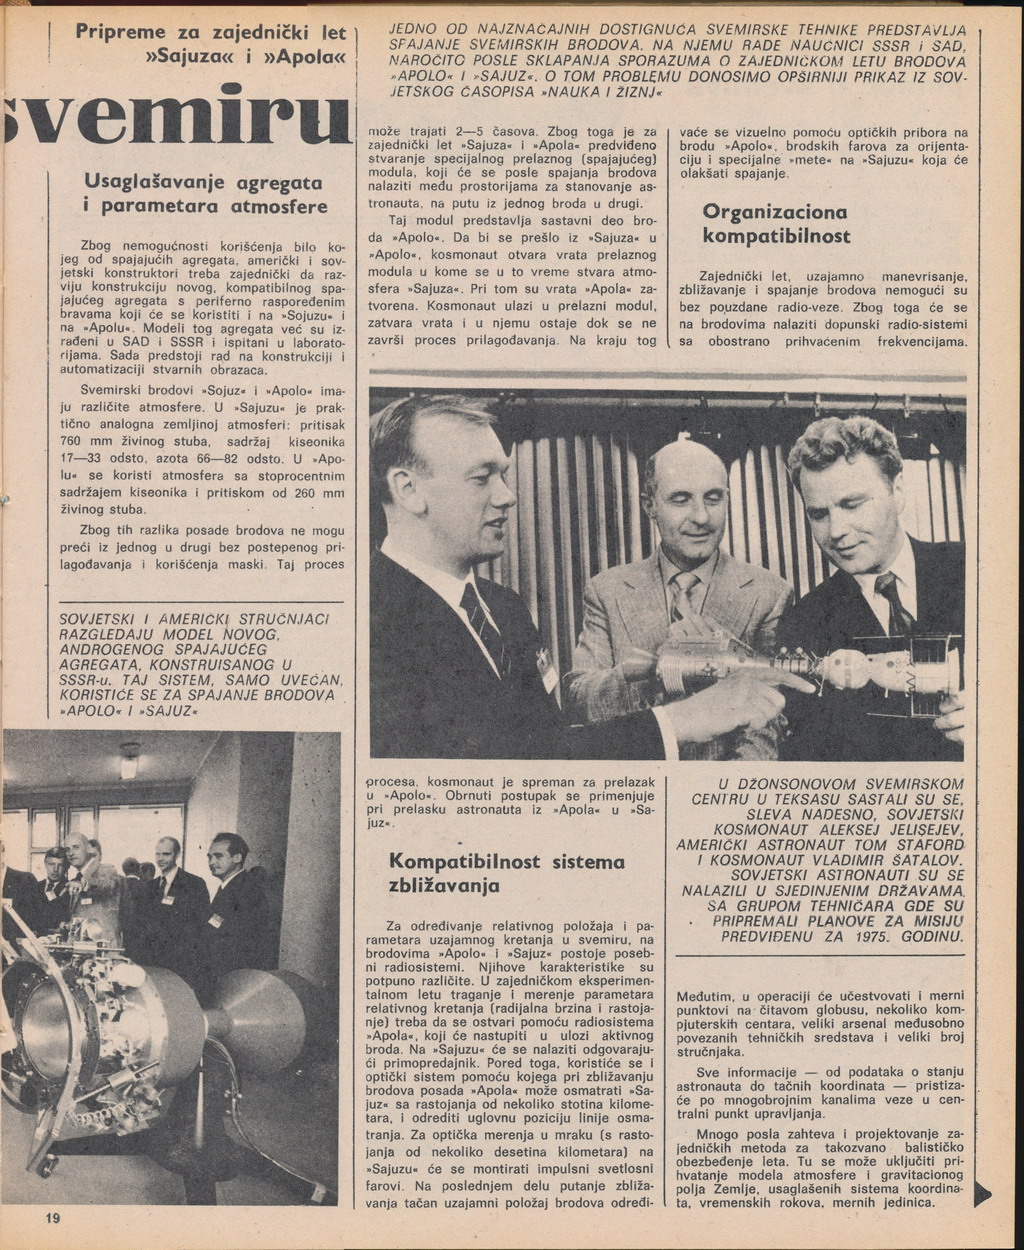 Pripreme za zajednički let
»Sajuza« i »Apola«
svemiru
JEDNO OD NAJZNAČAJNIH DOSTIGNUĆA SVEMIRSKE TEHNIKE PREDSTAVLJA
SPAJANJE SVEMIRSKIH BRODOVA. NA NJEMU RADE NAUČNICI SSSR i SAD,
NAROČITO POSLE SKLAPANJA SPORAZUMA O ZAJEDNIČKOM LETU BRODOVA
»APOLO« I »SAJUZ«. O TOM PROBLEMU DONOSIMO OPŠIRNIJI PRIKAZ IZ SOV-
JETSKOG ČASOPISA »NAUKA I ŽIZNJ«
Usaglašavanje agregata
i parametara atmosfere
Zbog nemogućnosti korišćenja bilo ko-
jeg od spajajućih agregata, američki i sov-
jetski konstruktori treba zajednički da raz-
viju konstrukciju novog, kompatibilnog spa-
jajućeg agregata s periferno raspoređenim
bravama koji će se koristiti i na »Sojuzu« i
na »Apolu«. Modeli tog agregata već su iz-
rađeni u SAD i SSSR i ispitani u laborato-
rijama. Sada predstoji rad na konstrukciji i
automatizaciji stvarnih obrazaca.
Svemirski brodovi »Sojuz« i »Apolo« ima-
ju različite atmosfere. U »Sajuzu« je prak-
tično analogna zemljinoj atmosferi: pritisak
760 mm živinog stuba, sadržaj kiseonika
17—33 odsto, azota 66—82 odsto. U »Apo-
lu« se koristi atmosfera sa stoprocentnim
sadržajem kiseonika i pritiskom od 260 mm
živinog stuba.
Zbog tih razlika posade brodova ne mogu
preći iz jednog u drugi bez postepenog pri-
lagođavanja i korišćenja maski. Taj proces
SOVJETSKI I AMERIČKI STRUČNJACI
RAZGLEDAJU MODEL NOVOG,
ANDROGENOG SPAJAJUĆEG
AGREGATA, KONSTRUISANOG U
SSSR-u. TAJ SISTEM, SAMO UVEĆAN,
KORISTIĆE SE ZA SPAJANJE BRODOVA
»APOLO« I »SAJUZ«
19
može trajati 2—5 časova. Zbog toga je za
zajednički let »Sajuza« i »Apola« predviđeno
stvaranje specijalnog prelaznog (spajajućeg)
modula, koji će se posle spajanja brodova
nalaziti među prostorijama za stanovanje as-
tronauta, na putu iz jednog broda u drugi.
Taj modul predstavlja sastavni deo bro-
da »Apolo«. Da bi se prešlo iz »Sajuza« u
»Apolo«, kosmonaut otvara vrata prelaznog
modula u kome se u to vreme stvara atmo-
sfera »Sajuza«. Pri tom su vrata »Apola« za-
tvorena. Kosmonaut ulazi u prelazni modul,
zatvara vrata i u njemu ostaje dok se ne
završi proces prilagođavanja. Na kraju tog
procesa, kosmonaut je spreman za prelazak
u »Apolo«. Obrnuti postupak se primenjuje
pri prelasku astronauta iz »Apola« u »Sa-
juz«.
Kompatibilnost sistema
zbližavanja
Za određivanje relativnog položaja i pa-
rametara uzajamnog kretanja u svemiru, na
brodovima »Apolo« i »Sajuz« postoje poseb-
ni radiosistemi. Njihove karakteristike su
potpuno različite. U zajedničkom eksperimen-
talnom letu traganje i merenje parametara
relativnog kretanja (radijalna brzina i rastoja-
nje) treba da se ostvari pomoću radiosistema
»Apola«, koji će nastupiti u ulozi aktivnog
broda. Na »Sajuzu« će se nalaziti odgovaraju-
ći primopredajnik. Pored toga, koristiće se i
optički sistem pomoću kojega pri zbližavanju
brodova posada »Apola« može osmatrati »Sa-
juz« sa rastojanja od nekoliko stotina kilome-
tara, i odrediti uglovnu poziciju linije osma-
tranja. Za optička merenja u mraku (s rasto-
janja od nekoliko desetina kilometara) na
»Sajuzu« će se montirati impulsni svetlosni
farovi. Na poslednjem delu putanje zbliža-
vanja tačan uzajamni položaj brodova određi-
vaće se vizuelno pomoću optičkih pribora na
brodu »Apolo«, brodskih farova za orijenta-
ciju i specijalne »mete« na »Sajuzu« koja će
olakšati spajanje.
Organizaciona
kompatibilnost
Zajednički let, uzajamno manevrisanje,
zbližavanje i spajanje brodova nemogući su
bez pouzdane radio-veze. Zbog toga će se
na brodovima nalaziti dopunski radio-sistemi
sa obostrano prihvaćenim frekvencijama.
U DŽONSONOVOM SVEMIRSKOM
CENTRU U TEKSASU SASTALI SU SE,
SLEVA NADESNO, SOVJETSKI
KOSMONAUT ALEKSEJ JELISEJEV,
AMERIČKI ASTRONAUT TOM STAFORD
I KOSMONAUT VLADIMIR ŠATALOV.
SOVJETSKI ASTRONAUTI SU SE
NALAZILI U SJEDINJENIM DRŽAVAMA
SA GRUPOM TEHNIČARA GDE SU
PRIPREMALI PLANOVE ZA MISIJU
PREDVIĐENU ZA 1975. GODINU.
Međutim, u operaciji će učestvovati i merni
punktovi na čitavom globusu, nekoliko kom-
pjuterskih centara, veliki arsenal međusobno
povezanih tehničkih sredstava i veliki broj
stručnjaka.
Sve informacije — od podataka o stanju
astronauta do tačnih koordinata — pristiza-
će po mnogobrojnim kanalima veze u cen-
tralni punkt upravljanja.
Mnogo posla zahteva i projektovanje za-
jedničkih metoda za takozvano balističko
obezbeđenje leta. Tu se može uključiti pri-
hvatanje modela atmosfere i gravitacionog
polja Zemlje, usaglašenih sistema koordina-
ta, vremenskih rokova, mernih jedinica.